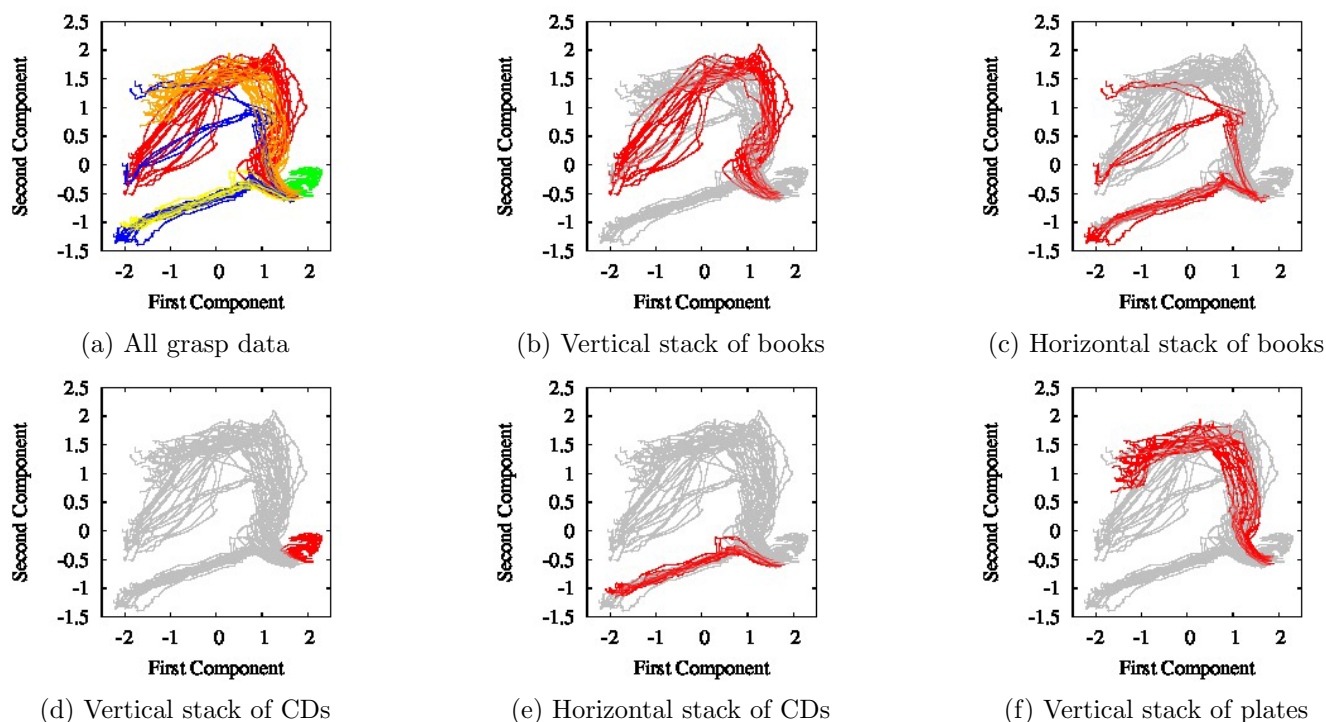 2.5
2
1.5
1
0.5
0
-0.5
-1
-1.5
Second Component
-2 -1 0 1 2
First Component
(a) All grasp data
2.5
2
1.5
1
0.5
0
-0.5
-1
-1.5
Second Component
-2 -1 0 1 2
First Component
(b) Vertical stack of books
2.5
2
1.5
1
0.5
0
-0.5
-1
-1.5
Second Component
-2 -1 0 1 2
First Component
(c) Horizontal stack of books
2.5
2
1.5
1
0.5
0
-0.5
-1
-1.5
Second Component
-2 -1 0 1 2
First Component
(d) Vertical stack of CDs
2.5
2
1.5
1
0.5
0
-0.5
-1
-1.5
Second Component
-2 -1 0 1 2
First Component
(e) Horizontal stack of CDs
2.5
2
1.5
1
0.5
0
-0.5
-1
-1.5
Second Component
-2 -1 0 1 2
First Component
(f) Vertical stack of plates